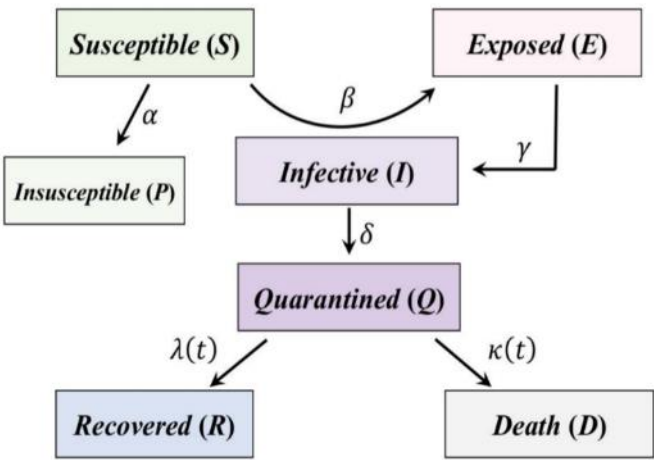 Susceptible (S)
Exposed (E)
α
β
γ
Insusceptible (P)
Infective (I)
δ
Quarantined (Q)
λ(t)
κ(t)
Recovered (R)
Death (D)